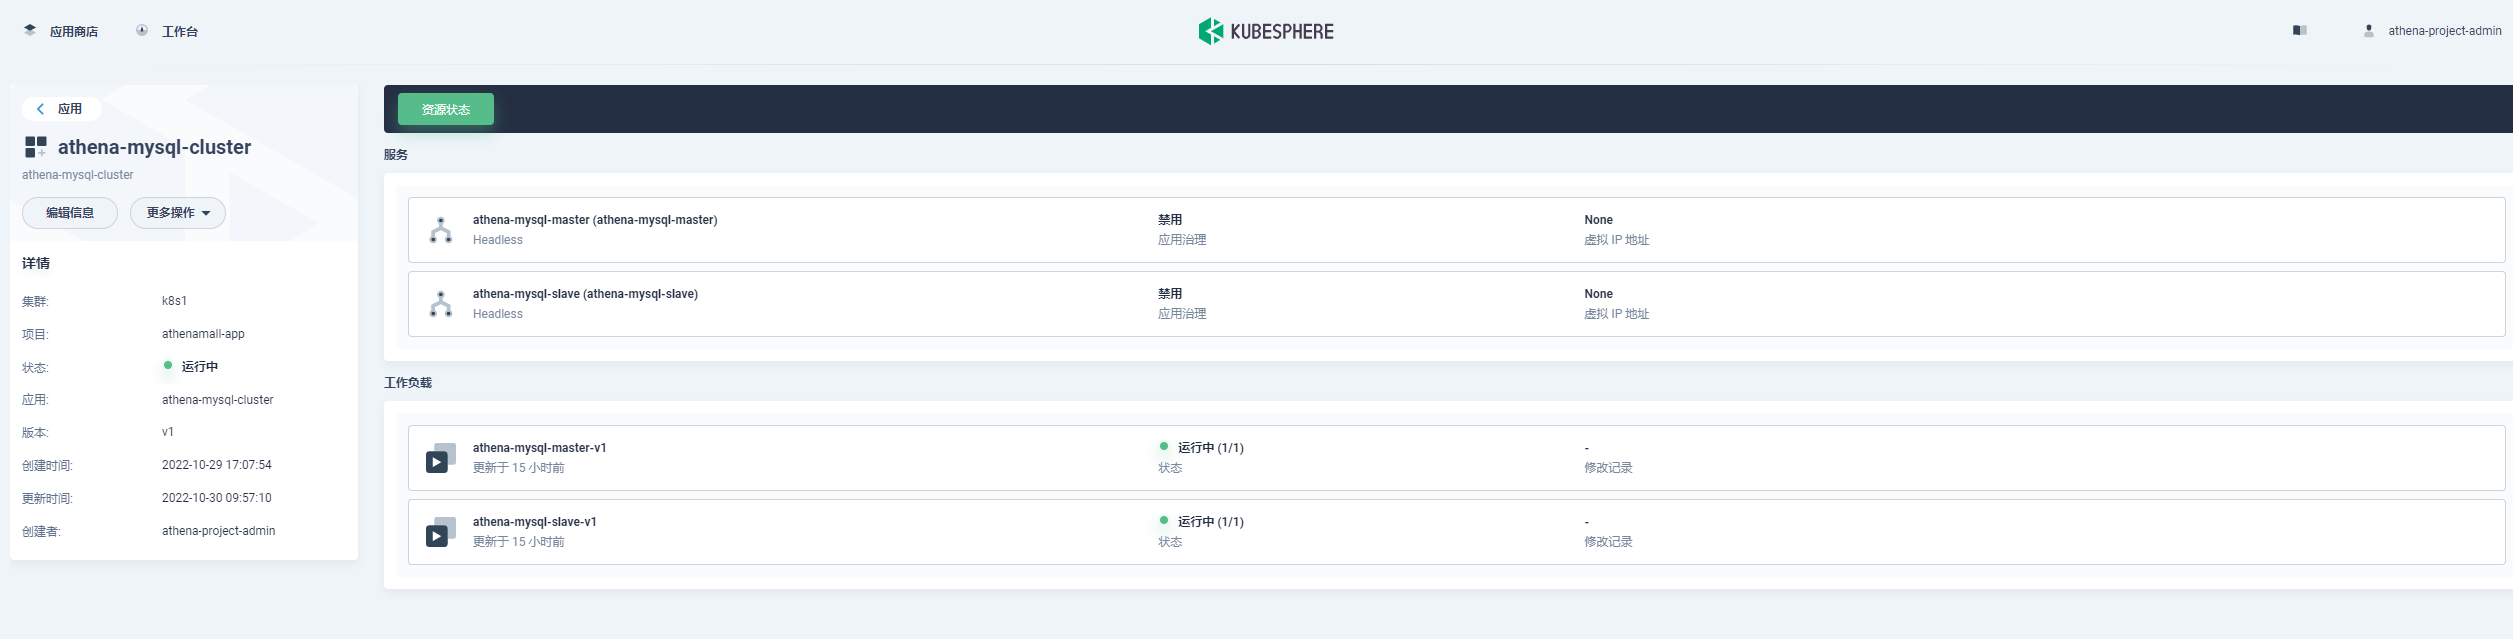 应用商店
工作台
KUBESPHERE
athena-project-admin
应用
athena-mysql-cluster
athena-mysql-cluster
编辑信息
更多操作
详情
集群: k8s1
项目: athenamall-app
状态: 运行中
应用: athena-mysql-cluster
版本: v1
创建时间: 2022-10-29 17:07:54
更新时间: 2022-10-30 09:57:10
创建者: athena-project-admin
资源状态
服务
athena-mysql-master (athena-mysql-master) 禁用 None
Headless 应用治理 虚拟 IP 地址
athena-mysql-slave (athena-mysql-slave) 禁用 None
Headless 应用治理 虚拟 IP 地址
工作负载
athena-mysql-master-v1 运行中 (1/1) -
更新于 15 小时前 状态 修改记录
athena-mysql-slave-v1 运行中 (1/1) -
更新于 15 小时前 状态 修改记录